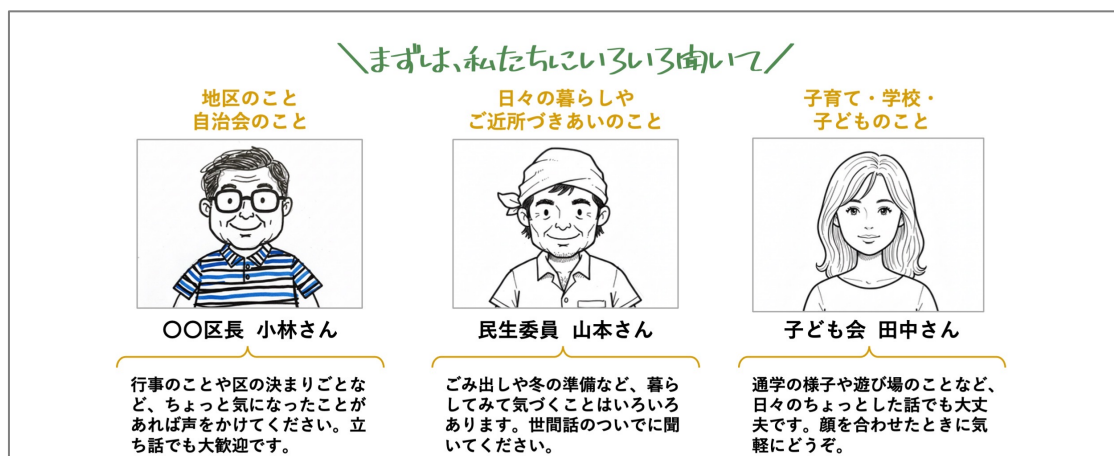 ＼まずは、私たちにいろいろ聞いて／
地区のこと
自治会のこと
〇〇区長 小林さん
行事のことや区の決まりごとな
ど、ちょっと気になったことが
あれば声をかけてください。立
ち話でも大歓迎です。
日々の暮らしや
ご近所づきあいのこと
民生委員 山本さん
ごみ出しや冬の準備など、暮ら
してみて気づくことはいろいろ
あります。世間話のついでに聞
いてください。
子育て・学校・
子どものこと
子ども会 田中さん
通学の様子や遊び場のことなど、
日々のちょっとした話でも大丈
夫です。顔を合わせたときに気
軽にどうぞ。